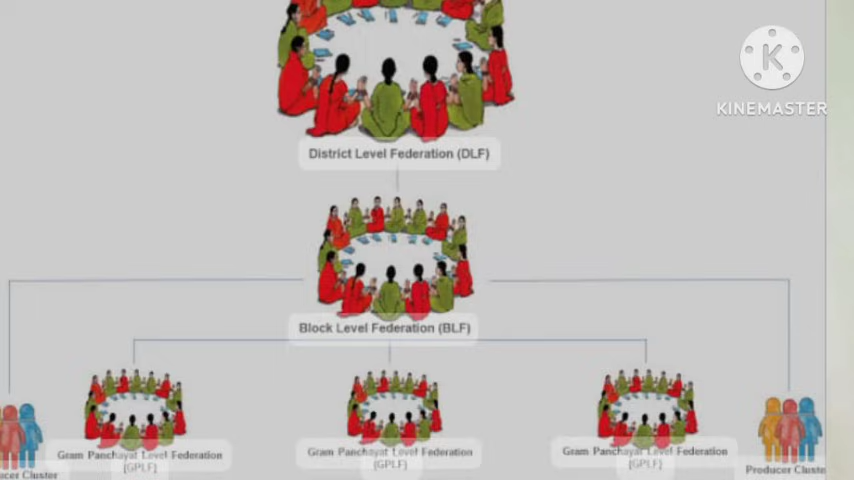 KINEMASTER
District Level Federation (DLF)
Block Level Federation (BLF)
Gram Panchayat Level Federation
(GPLF)
Gram Panchayat Level Federation
(GPLF)
Gram Panchayat Level Federation
(GPLF)
Cluster
Producer